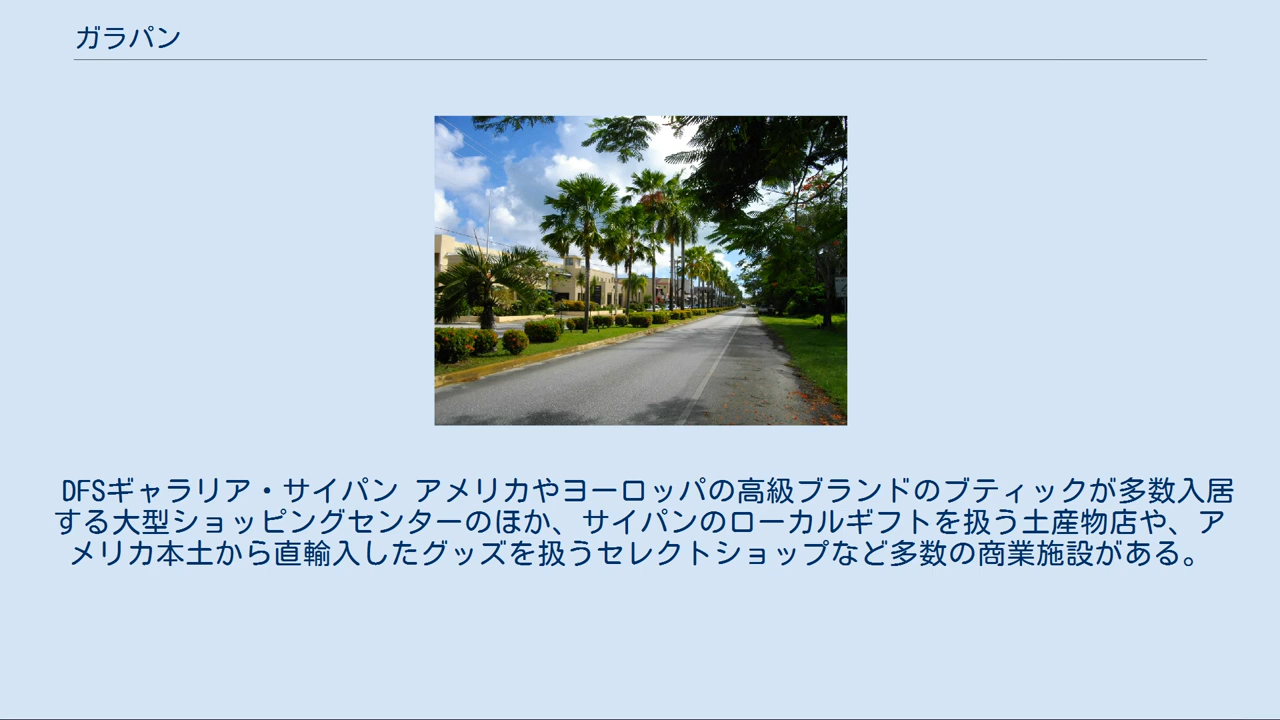 ガラパン
DFSギャラリア・サイパン アメリカやヨーロッパの高級ブランドのブティックが多数入居
する大型ショッピングセンターのほか、サイパンのローカルギフトを扱う土産物店や、ア
メリカ本土から直輸入したグッズを扱うセレクトショップなど多数の商業施設がある。